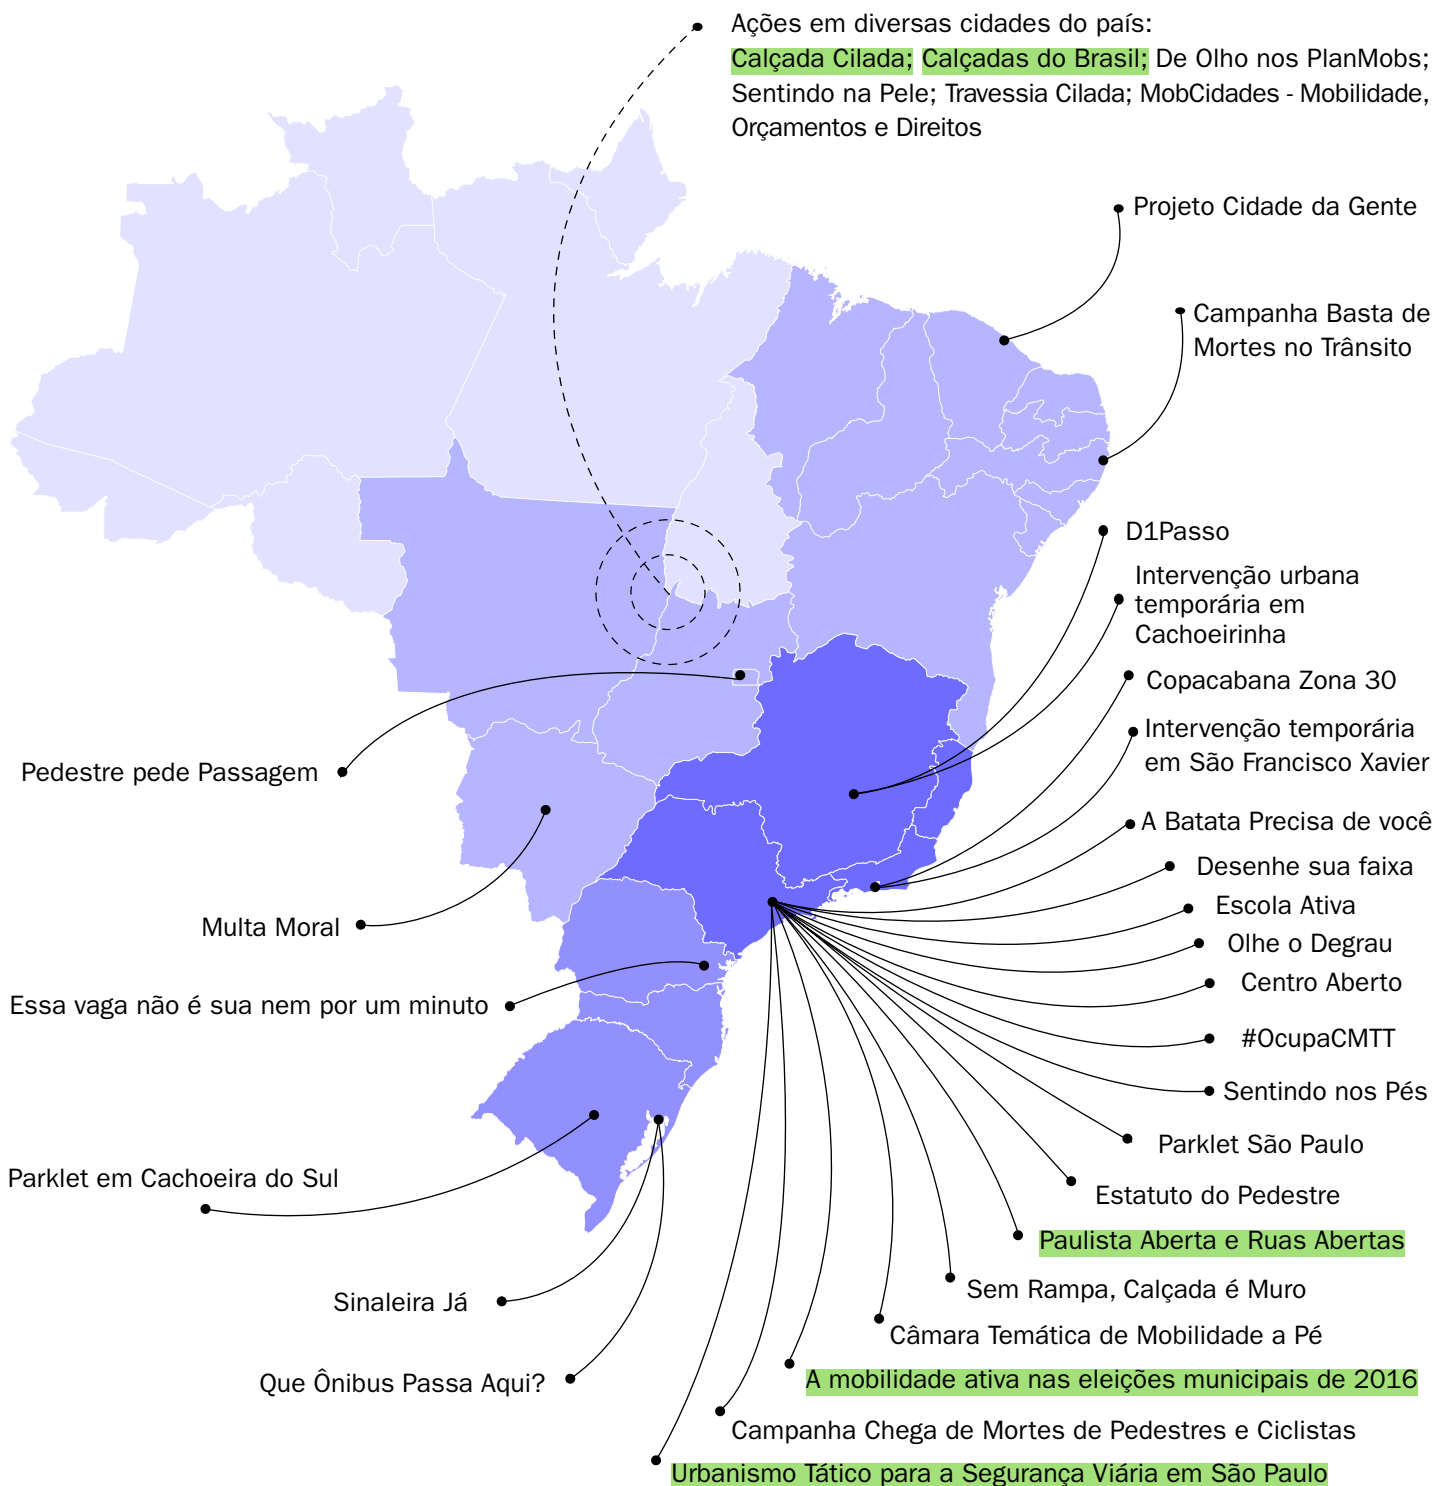 Ações em diversas cidades do país:
Calçada Cilada; Calçadas do Brasil; De Olho nos PlanMobs;
Sentindo na Pele; Travessia Cilada; MobCidades - Mobilidade,
Orçamentos e Direitos
Projeto Cidade da Gente
Campanha Basta de
Mortes no Trânsito
D1Passo
Intervenção urbana
temporária em
Cachoeirinha
Copacabana Zona 30
Intervenção temporária
em São Francisco Xavier
Pedestre pede Passagem
A Batata Precisa de você
Desenhe sua faixa
Escola Ativa
Multa Moral
Olhe o Degrau
Centro Aberto
Essa vaga não é sua nem por um minuto
#OcupaCMTT
Sentindo nos Pés
Parklet São Paulo
Parklet em Cachoeira do Sul
Estatuto do Pedestre
Paulista Aberta e Ruas Abertas
Sem Rampa, Calçada é Muro
Sinaleira Já
Câmara Temática de Mobilidade a Pé
Que Ônibus Passa Aqui?
A mobilidade ativa nas eleições municipais de 2016
Campanha Chega de Mortes de Pedestres e Ciclistas
Urbanismo Tático para a Segurança Viária em São Paulo